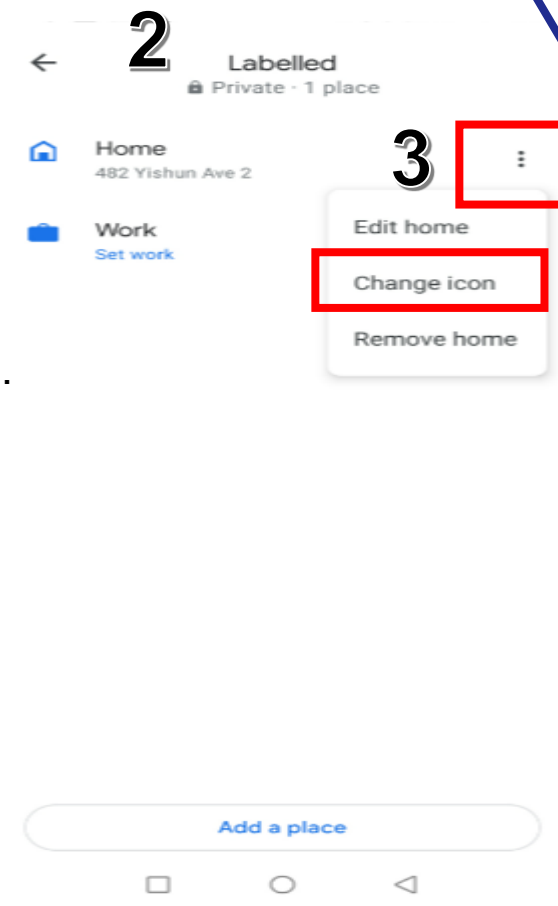 2
Labelled
Private · 1 place
Home
482 Yishun Ave 2
3
Work
Set work
Edit home
Change icon
Remove home
.
Add a place